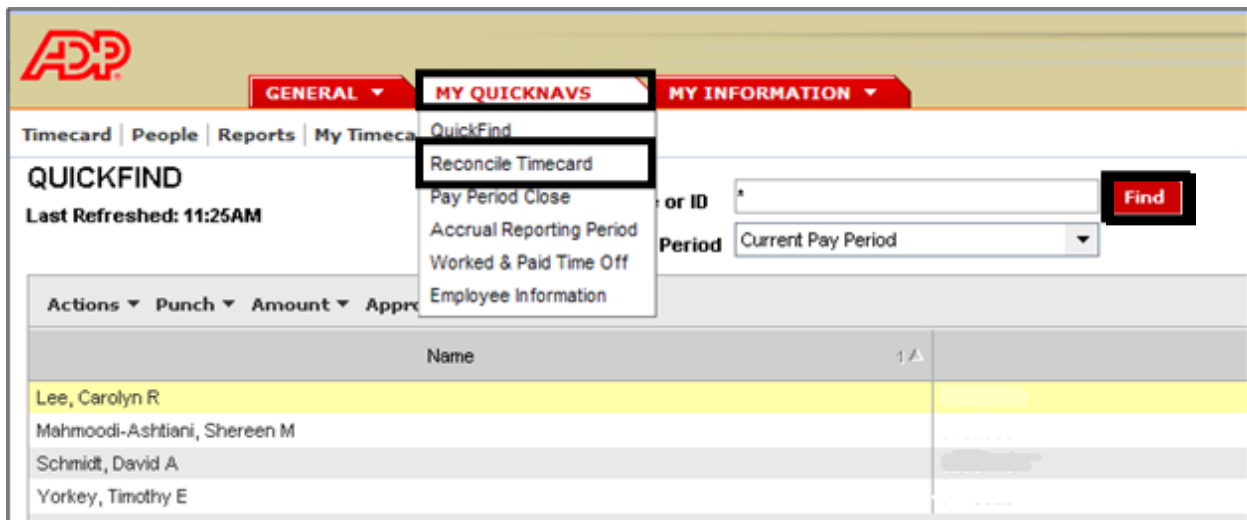 ADP
GENERAL MY QUICKNAVS MY INFORMATION
Timecard | People | Reports | My Timeca
QuickFind
Reconcile Timecard
Pay Period Close
Accrual Reporting Period
Worked & Paid Time Off
Employee Information
QUICKFIND
Last Refreshed: 11:25AM
or ID * Find
Period Current Pay Period
Actions Punch Amount Appro
Name 1
Lee, Carolyn R
Mahmoodi-Ashtiani, Shereen M
Schmidt, David A
Yorkey, Timothy E